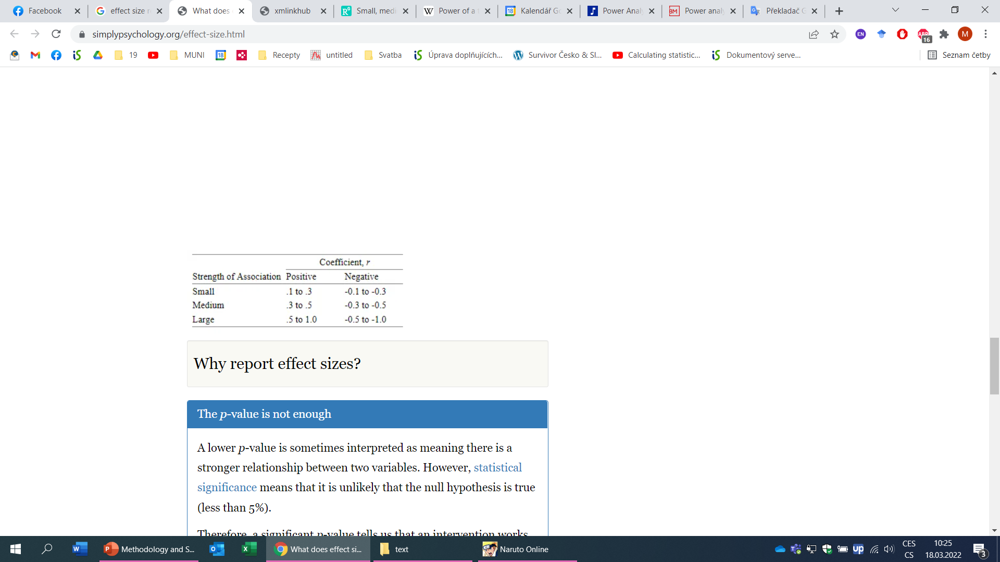 Facebook
effect size r
What does
xmlinkhub
Small, medi
Power of a t
Kalendář Go
Power Analy
Power analy
Překladač G
simplypsychology.org/effect-size.html
EN
16
M
19
MUNI
18
Recepty
untitled
Svatba
Úprava doplňujících...
Survivor Česko & Sl...
Calculating statistic...
Dokumentový serve...
Seznam četby
Coefficient, r
Strength of Association Positive Negative
Small .1 to .3 -0.1 to -0.3
Medium .3 to .5 -0.3 to -0.5
Large .5 to 1.0 -0.5 to -1.0
Why report effect sizes?
The p-value is not enough
A lower p-value is sometimes interpreted as meaning there is a
stronger relationship between two variables. However, statistical
significance means that it is unlikely that the null hypothesis is true
(less than 5%).
Therefore, a significant p-value tells us that an intervention works,
Methodology and S...
What does effect si...
text
Naruto Online
up
CES
CS
10:25
18.03.2022
3